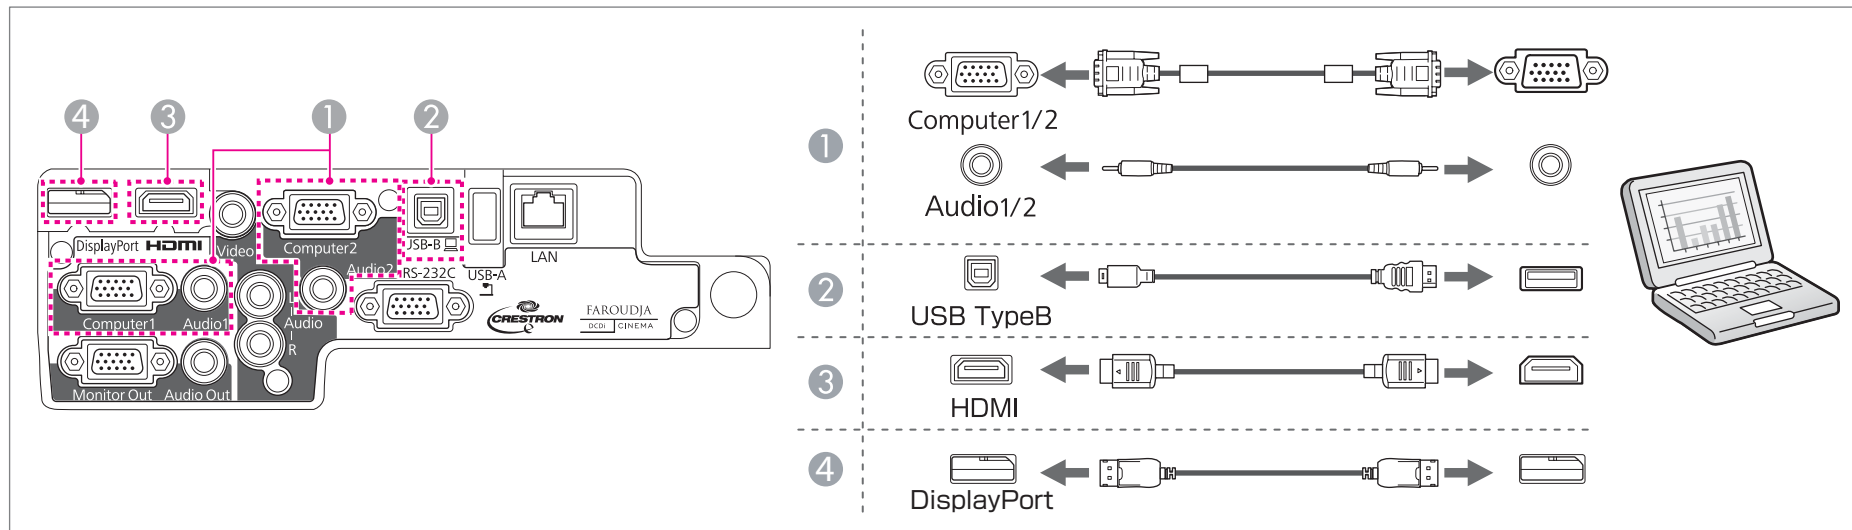 4
3
1
2
DisplayPort HDMI
Video
Computer2
USB-B
LAN
Audio2
RS-232C
USB-A
Computer1
Audio1
L
Audio
R
CRESTRON
e
FAROUDJA
DCDi CINEMA
Monitor Out
Audio Out
1
Computer1/2
Audio1/2
2
USB TypeB
3
HDMI
4
DisplayPort